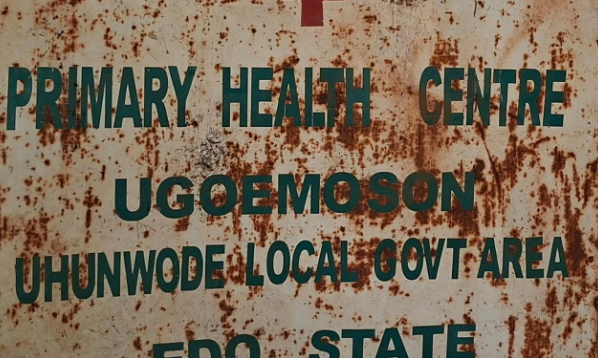 PRIMARY HEALTH CENTRE
UGOEMOSON
UHUNWODE LOCAL GOVT AREA
EDO STATE